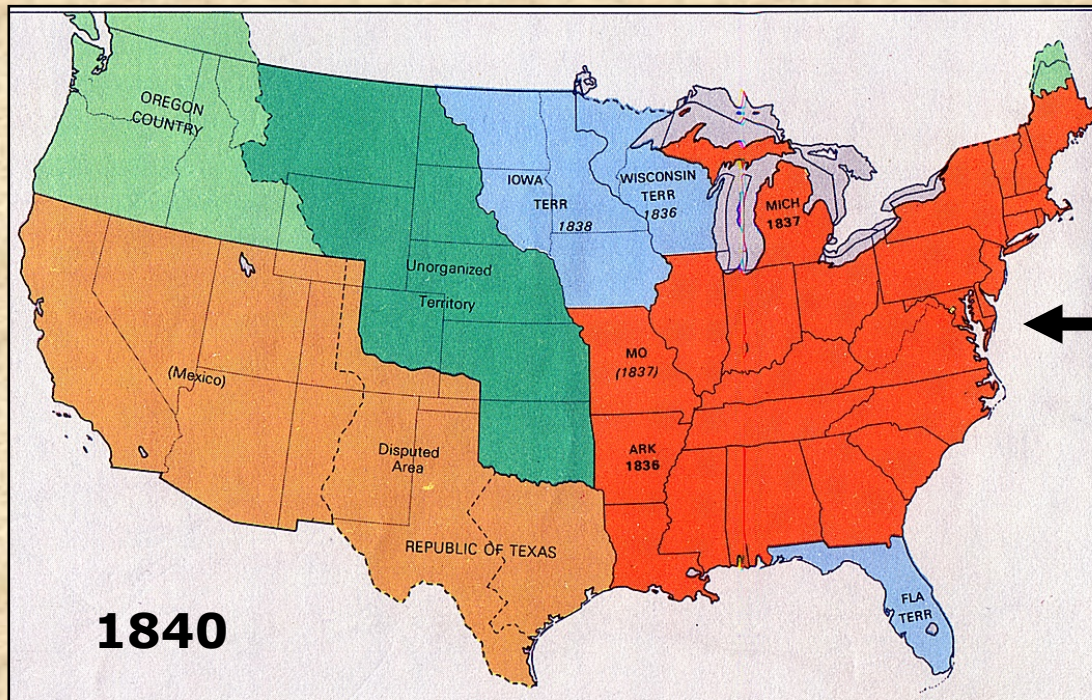 OREGON
COUNTRY
IOWA
TERR
1838
WISCONSIN
TERR
1836
MICH
1837
Unorganized
Territory
(Mexico)
MO
(1837)
Disputed
Area
ARK
1836
REPUBLIC OF TEXAS
FLA
TERR
1840